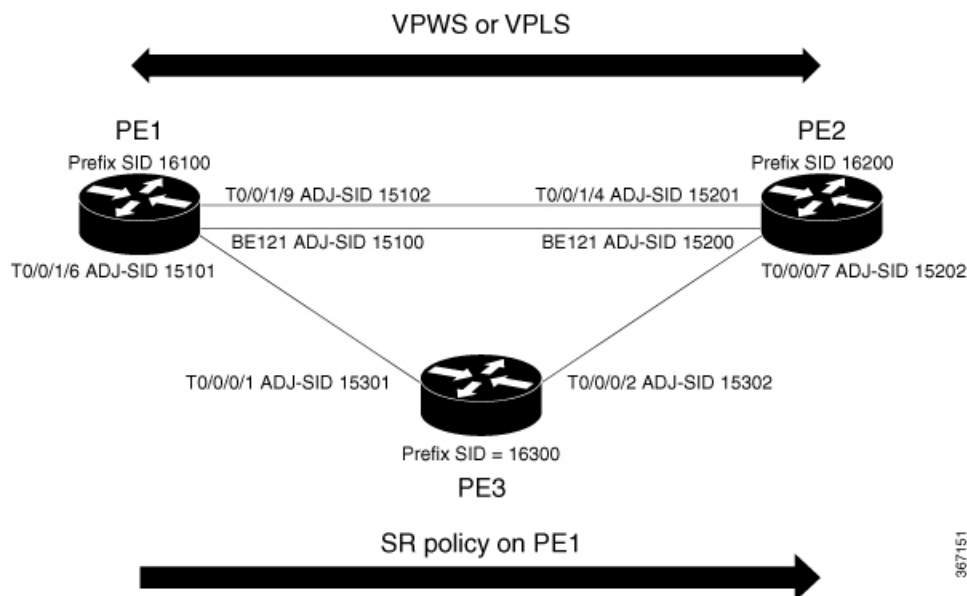 VPWS or VPLS
PE1
PE2
Prefix SID 16100
Prefix SID 16200
T0/0/1/9 ADJ-SID 15102
T0/0/1/4 ADJ-SID 15201
BE121 ADJ-SID 15100
BE121 ADJ-SID 15200
T0/0/1/6 ADJ-SID 15101
T0/0/0/7 ADJ-SID 15202
T0/0/0/1 ADJ-SID 15301
T0/0/0/2 ADJ-SID 15302
Prefix SID = 16300
PE3
SR policy on PE1
367151